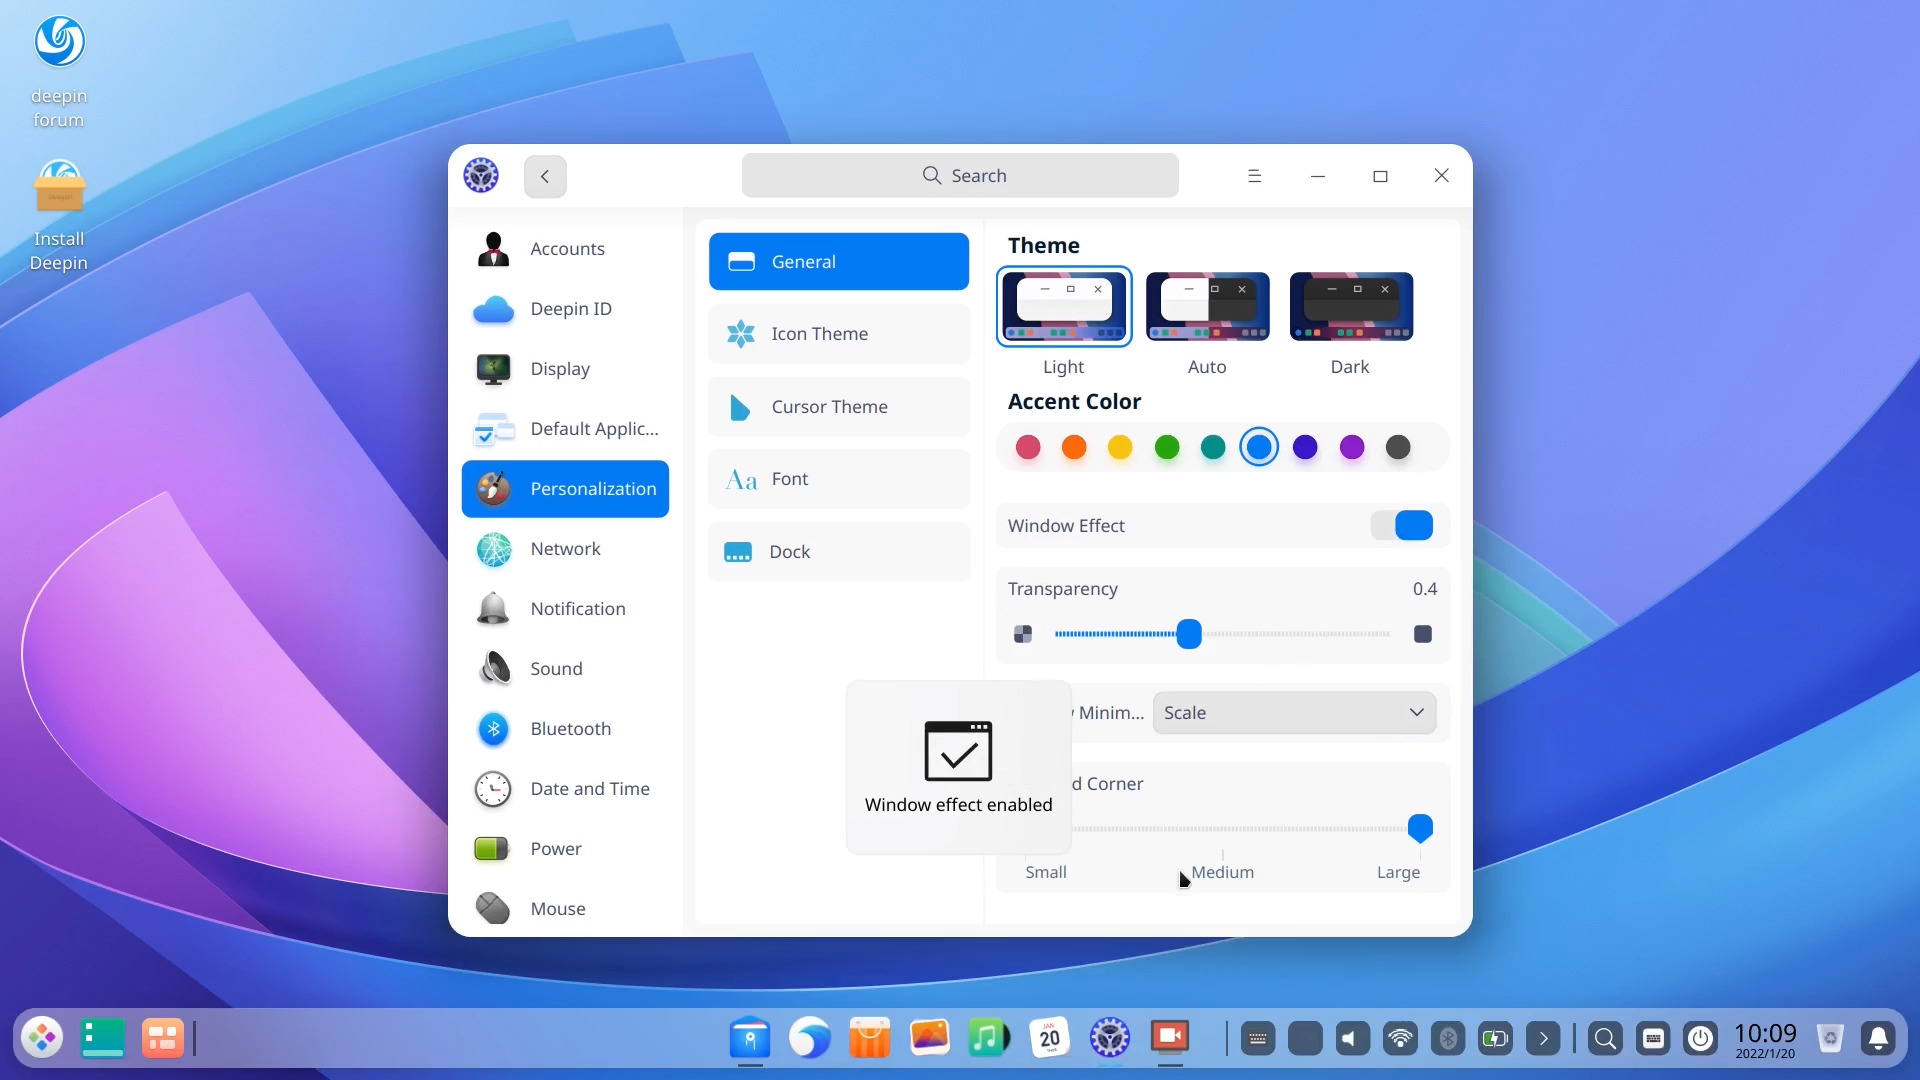 deepin
forum
Install
Deepin
Search
Accounts
Deepin ID
Display
Default Applic...
Personalization
Network
Notification
Sound
Bluetooth
Date and Time
Power
Mouse
General
Icon Theme
Cursor Theme
Aa Font
Dock
Theme
Light
Auto
Dark
Accent Color
Window Effect
Transparency 0.4
Minim... Scale
Corner
Small Medium Large
Window effect enabled
JAN
20
10:09
2022/1/20